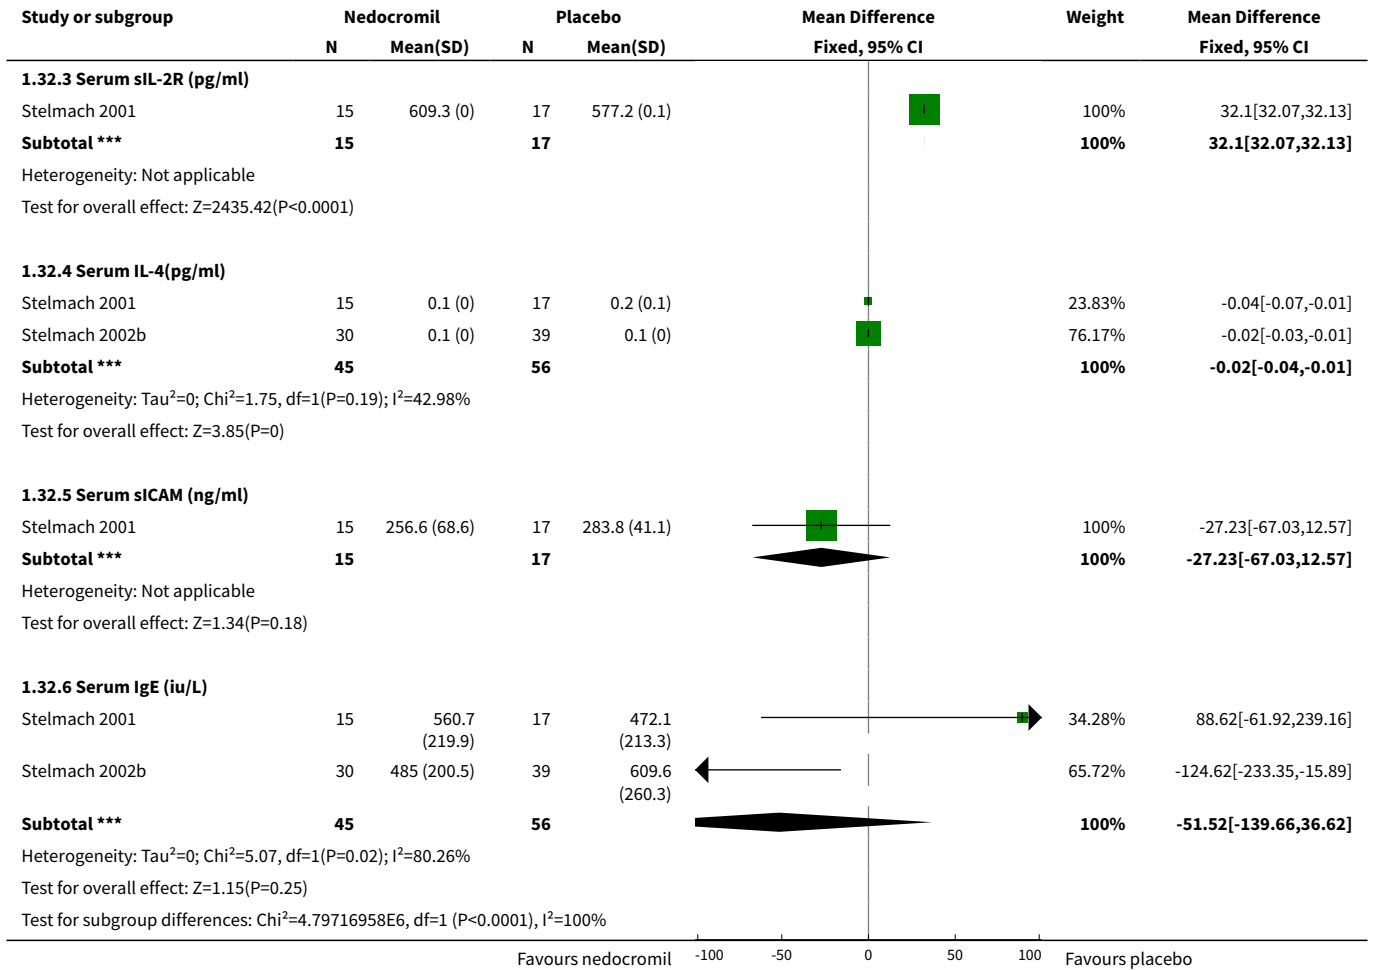 Study or subgroup Nedocromil Placebo Mean Difference Weight Mean Difference
N Mean(SD) N Mean(SD) Fixed, 95% CI Fixed, 95% CI
1.32.3 Serum sIL-2R (pg/ml)
Stelmach 2001 15 609.3 (0) 17 577.2 (0.1) 100% 32.1[32.07,32.13]
Subtotal *** 15 17 100% 32.1[32.07,32.13]
Heterogeneity: Not applicable
Test for overall effect: Z=2435.42(P<0.0001)
1.32.4 Serum IL-4(pg/ml)
Stelmach 2001 15 0.1 (0) 17 0.2 (0.1) 23.83% -0.04[-0.07,-0.01]
Stelmach 2002b 30 0.1 (0) 39 0.1 (0) 76.17% -0.02[-0.03,-0.01]
Subtotal *** 45 56 100% -0.02[-0.04,-0.01]
Heterogeneity: Tau²=0; Chi²=1.75, df=1(P=0.19); I²=42.98%
Test for overall effect: Z=3.85(P=0)
1.32.5 Serum sICAM (ng/ml)
Stelmach 2001 15 256.6 (68.6) 17 283.8 (41.1) 100% -27.23[-67.03,12.57]
Subtotal *** 15 17 100% -27.23[-67.03,12.57]
Heterogeneity: Not applicable
Test for overall effect: Z=1.34(P=0.18)
1.32.6 Serum IgE (iu/L)
Stelmach 2001 15 560.7 17 472.1 34.28% 88.62[-61.92,239.16]
(219.9) (213.3)
Stelmach 2002b 30 485 (200.5) 39 609.6 65.72% -124.62[-233.35,-15.89]
(260.3)
Subtotal *** 45 56 100% -51.52[-139.66,36.62]
Heterogeneity: Tau²=0; Chi²=5.07, df=1(P=0.02); I²=80.26%
Test for overall effect: Z=1.15(P=0.25)
Test for subgroup differences: Chi²=4.79716958E6, df=1 (P<0.0001), I²=100%
Favours nedocromil -100 -50 0 50 100 Favours placebo